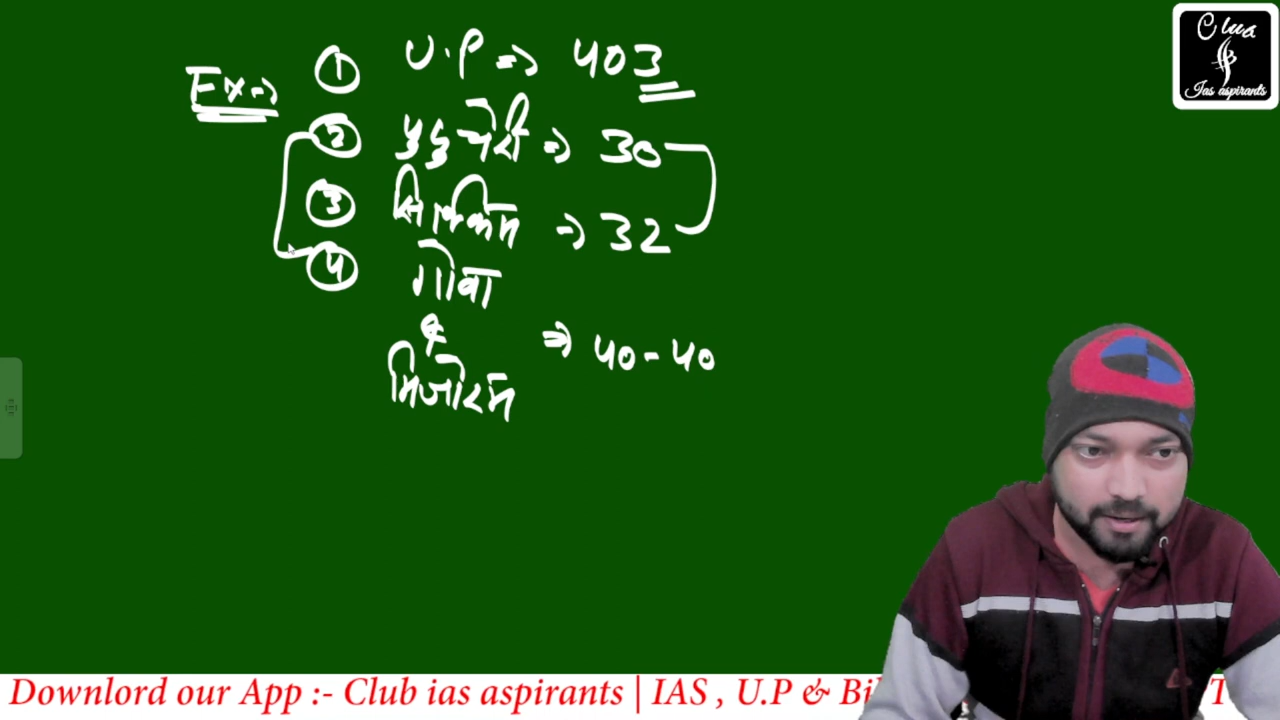 Clua
Ias aspirants
Ex→
① U.P ⇒ 403
② पुदुचेरी ⇒ 30
③ सिक्किम ⇒ 32
④ गोवा
&
मिजोरम ⇒ 40-40
Downlord our App :- Club ias aspirants | IAS , U.P & Bi